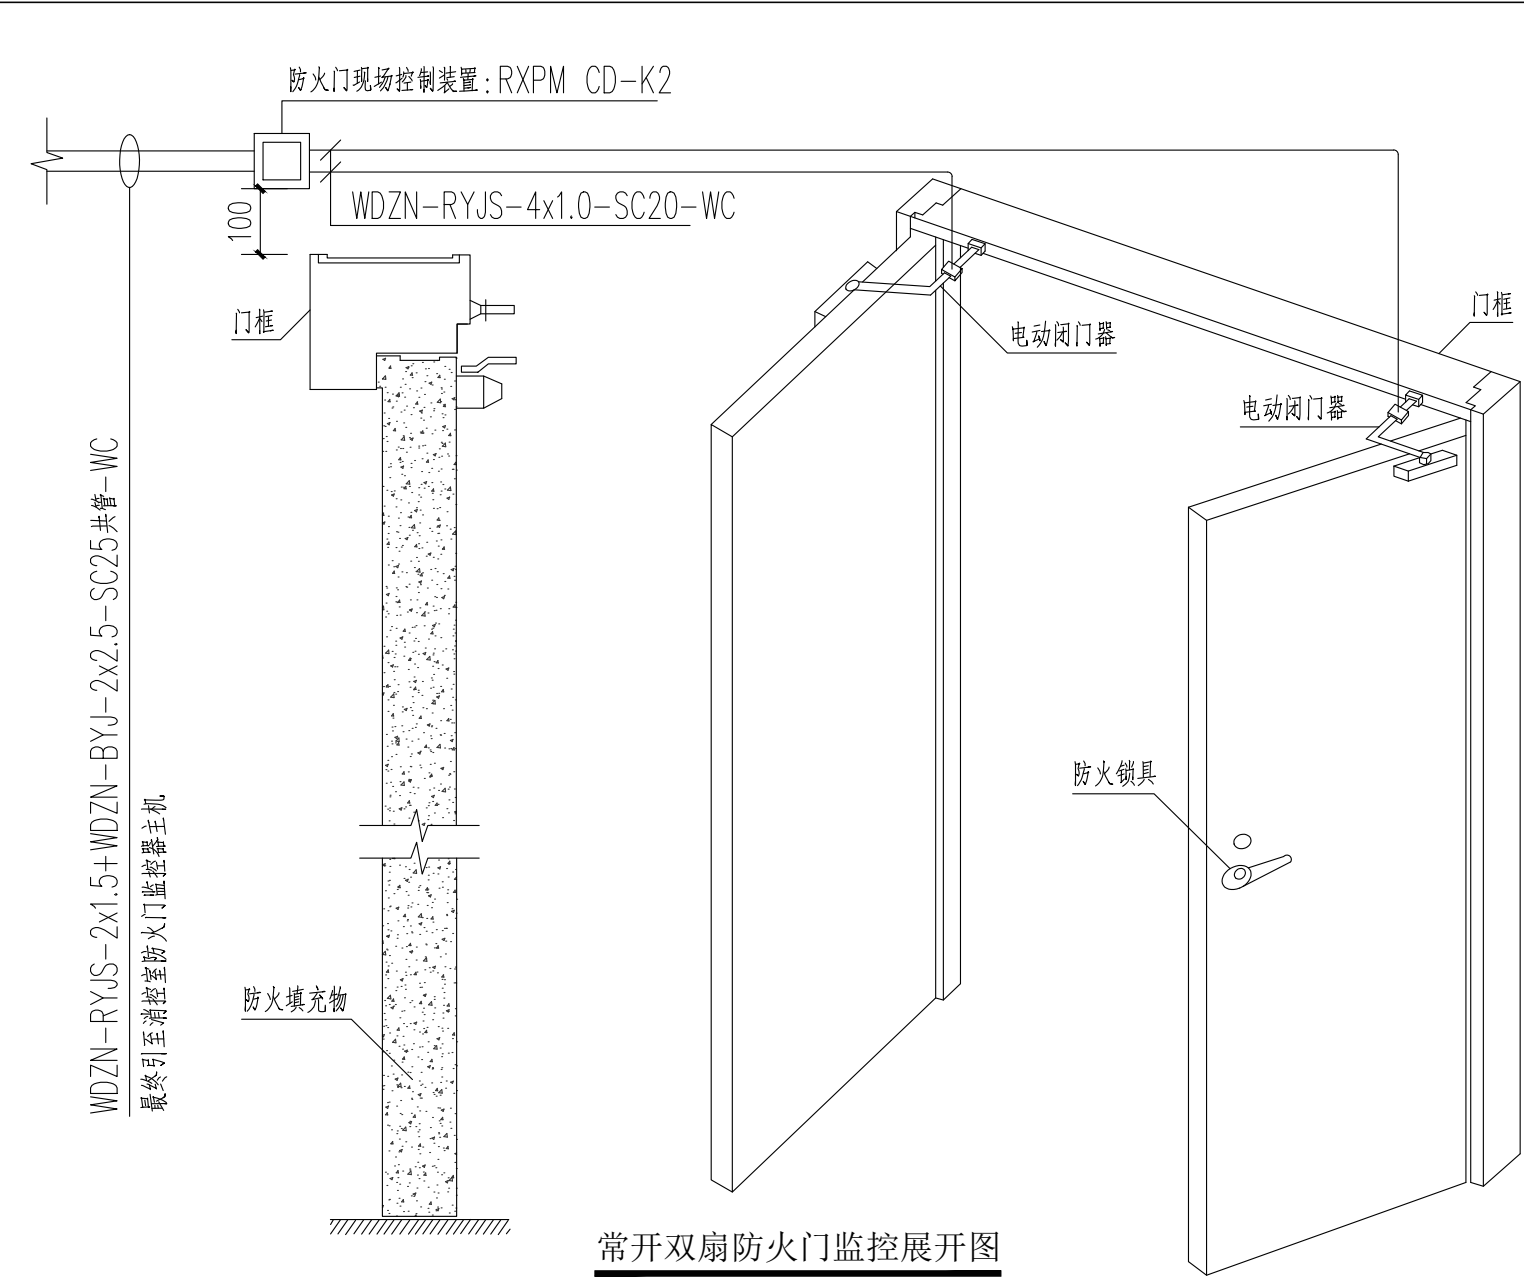 防火门现场控制装置:RXPM CD-K2
WDZN-RYJS-4x1.0-SC20-WC
100
门框
电动闭门器
门框
电动闭门器
WDZN-RYJS-2x1.5+WDZN-BYJ-2x2.5-SC25共管-WC
最终引至消控室防火门监控器主机
防火锁具
防火填充物
常开双扇防火门监控展开图